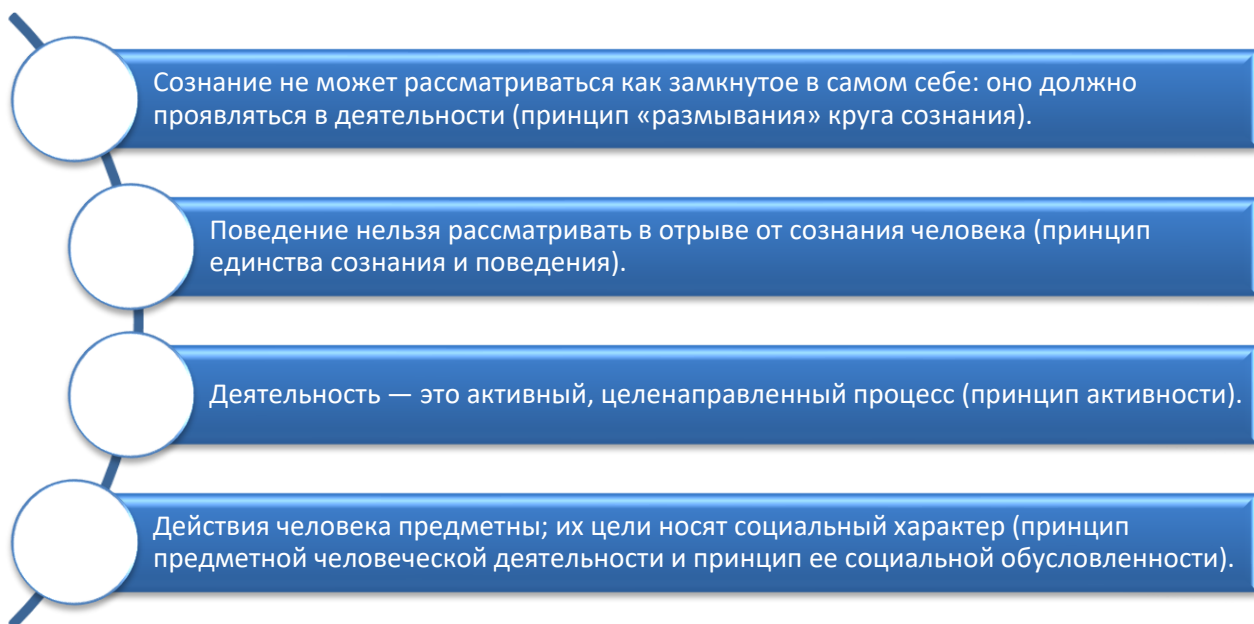 Сознание не может рассматриваться как замкнутое в самом себе: оно должно
проявляться в деятельности (принцип «размывания» круга сознания).
Поведение нельзя рассматривать в отрыве от сознания человека (принцип
единства сознания и поведения).
Деятельность — это активный, целенаправленный процесс (принцип активности).
Действия человека предметны; их цели носят социальный характер (принцип
предметной человеческой деятельности и принцип ее социальной обусловленности).